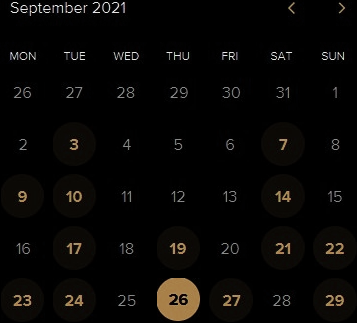 September 2021
MON TUE WED THU FRI SAT SUN
26 27 28 29 30 31 1
2 3 4 5 6 7 8
9 10 11 12 13 14 15
16 17 18 19 20 21 22
23 24 25 26 27 28 29